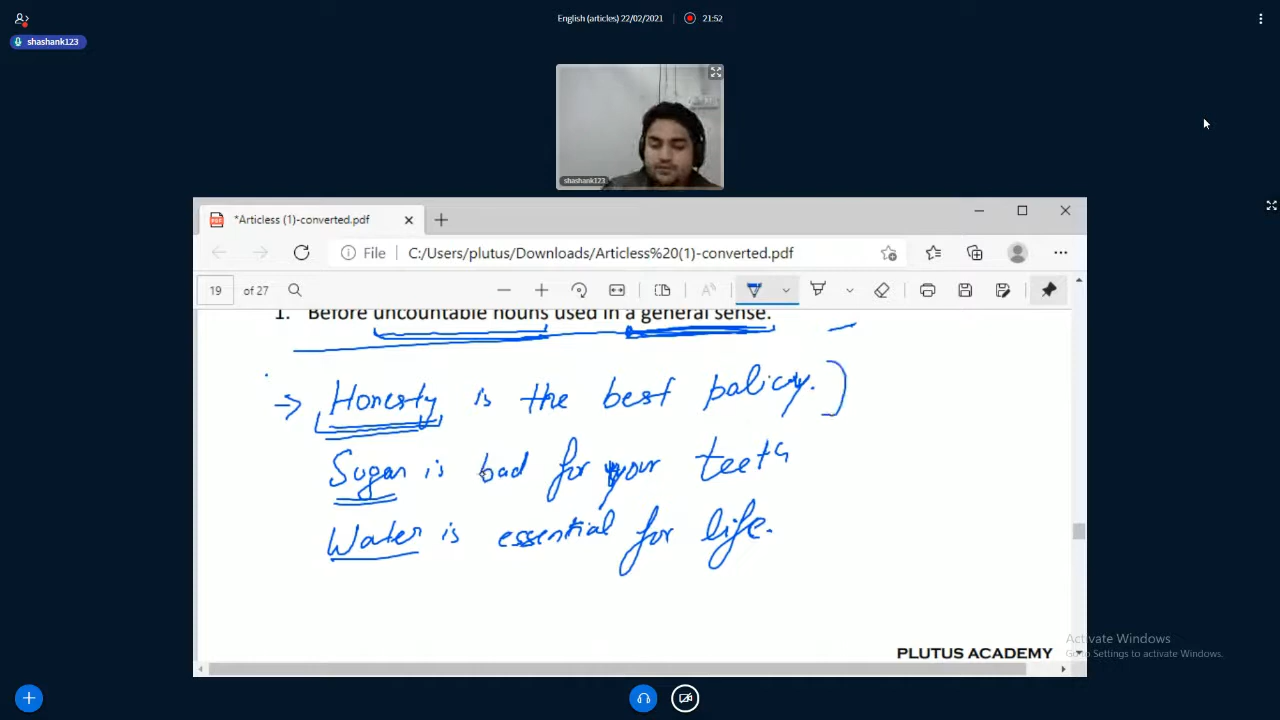 English (articles) 22/02/2021 21:52
shashank123
shashank123
*Articless (1)-converted.pdf
File C:/Users/plutus/Downloads/Articless%20(1)-converted.pdf
19 of 27
1. Before uncountable nouns used in a general sense.
→ Honesty is the best policy.
Sugar is bad for your teeth
Water is essential for life.
Activate Windows
Go to Settings to activate Windows.
PLUTUS ACADEMY